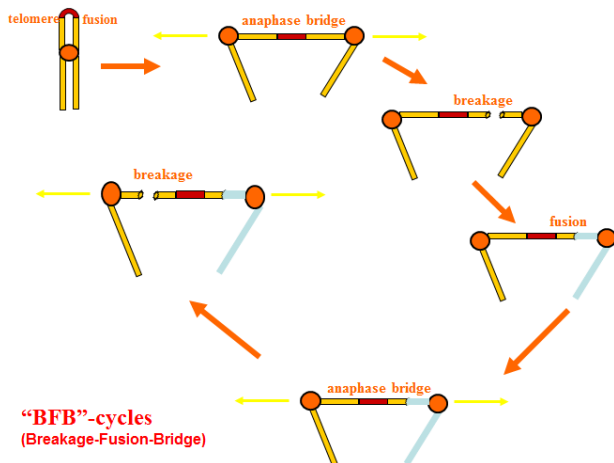 telomere fusion
anaphase bridge
breakage
breakage
fusion
anaphase bridge
“BFB”-cycles
(Breakage-Fusion-Bridge)